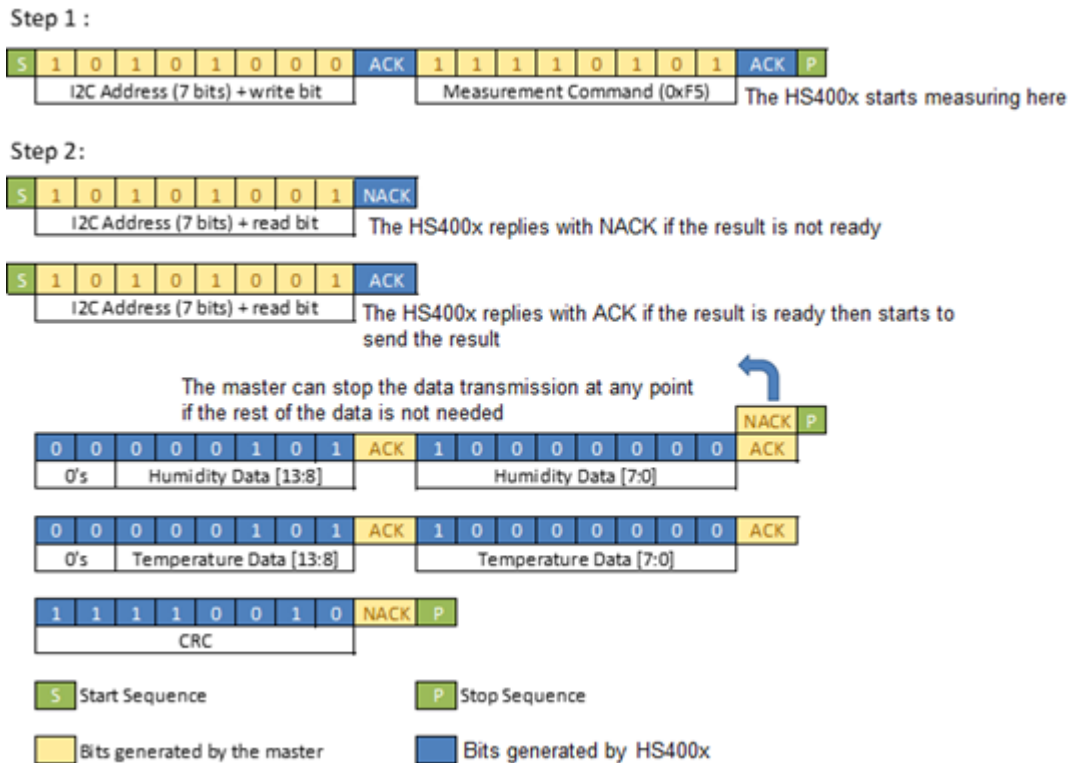 Step 1 :
S 1 0 1 0 1 0 0 0 ACK 1 1 1 1 0 1 0 1 ACK P
I2C Address (7 bits) + write bit Measurement Command (0xF5) The HS400x starts measuring here
Step 2:
S 1 0 1 0 1 0 0 1 NACK
I2C Address (7 bits) + read bit The HS400x replies with NACK if the result is not ready
S 1 0 1 0 1 0 0 1 ACK
I2C Address (7 bits) + read bit The HS400x replies with ACK if the result is ready then starts to
send the result
The master can stop the data transmission at any point
if the rest of the data is not needed
NACK P
0 0 0 0 0 1 0 1 ACK 1 0 0 0 0 0 0 0 ACK
0's Humidity Data [13:8] Humidity Data [7:0]
0 0 0 0 0 1 0 1 ACK 1 0 0 0 0 0 0 0 ACK
0's Temperature Data [13:8] Temperature Data [7:0]
1 1 1 1 0 0 1 0 NACK P
CRC
S Start Sequence P Stop Sequence
Bits generated by the master Bits generated by HS400x